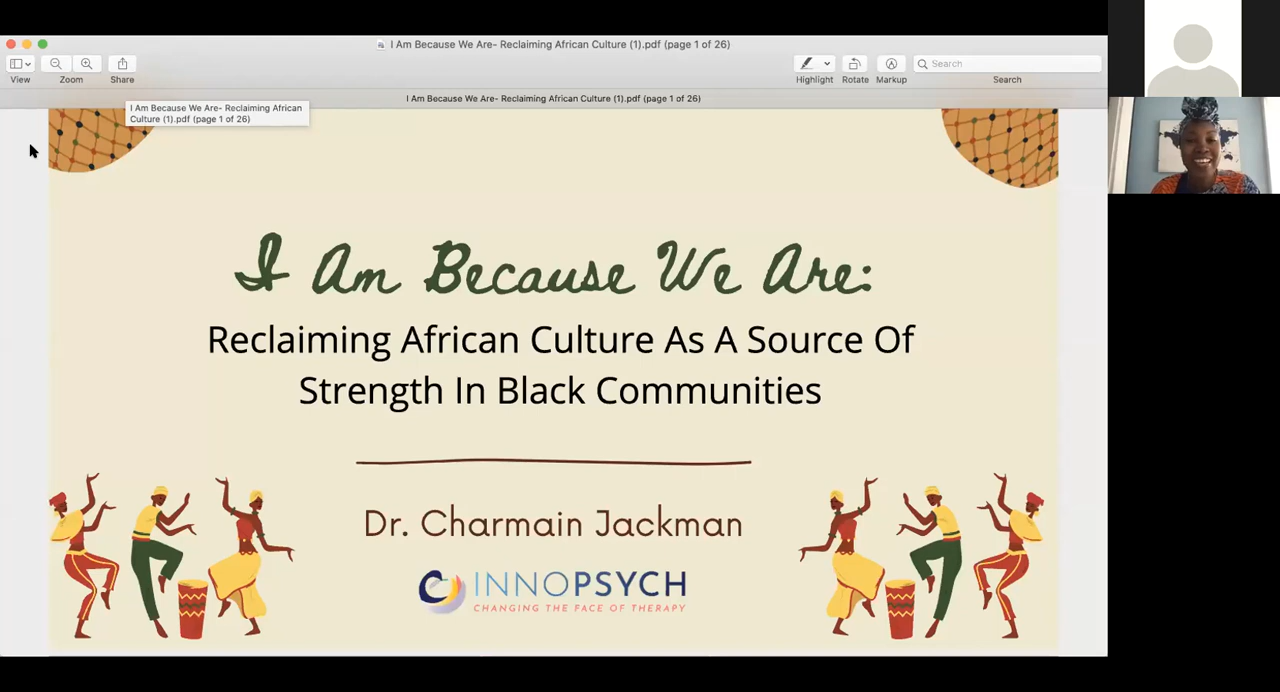 I Am Because We Are- Reclaiming African Culture (1).pdf (page 1 of 26)
View
Zoom
Share
Highlight
Rotate
Markup
Search
Search
I Am Because We Are- Reclaiming African Culture (1).pdf (page 1 of 26)
I Am Because We Are- Reclaiming African
Culture (1).pdf (page 1 of 26)
I Am Because We Are:
Reclaiming African Culture As A Source Of
Strength In Black Communities
Dr. Charmain Jackman
INNOPSYCH
CHANGING THE FACE OF THERAPY